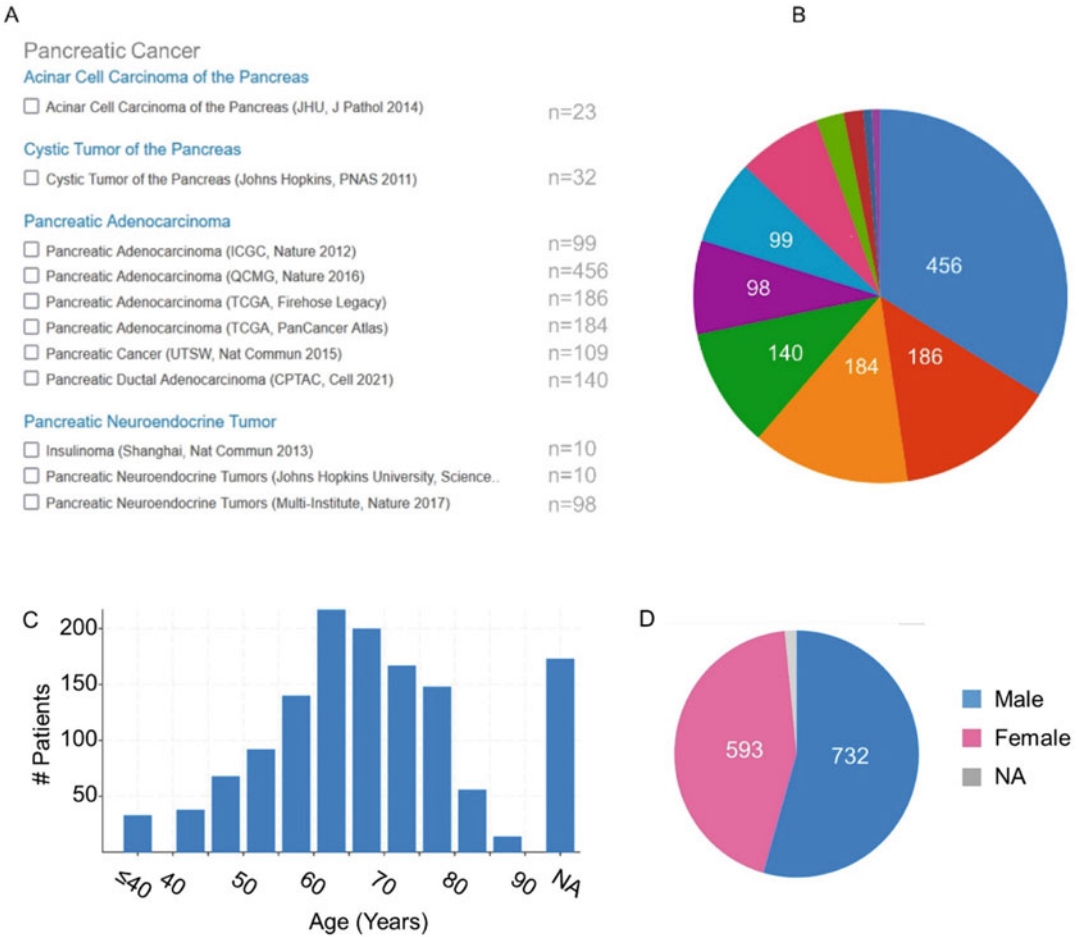 A
Pancreatic Cancer
Acinar Cell Carcinoma of the Pancreas
Acinar Cell Carcinoma of the Pancreas (JHU, J Pathol 2014) n=23
Cystic Tumor of the Pancreas
Cystic Tumor of the Pancreas (Johns Hopkins, PNAS 2011) n=32
Pancreatic Adenocarcinoma
Pancreatic Adenocarcinoma (ICGC, Nature 2012) n=99
Pancreatic Adenocarcinoma (QCMG, Nature 2016) n=456
Pancreatic Adenocarcinoma (TCGA, Firehose Legacy) n=186
Pancreatic Adenocarcinoma (TCGA, PanCancer Atlas) n=184
Pancreatic Cancer (UTSW, Nat Commun 2015) n=109
Pancreatic Ductal Adenocarcinoma (CPTAC, Cell 2021) n=140
Pancreatic Neuroendocrine Tumor
Insulinoma (Shanghai, Nat Commun 2013) n=10
Pancreatic Neuroendocrine Tumors (Johns Hopkins University, Science.. n=10
Pancreatic Neuroendocrine Tumors (Multi-Institute, Nature 2017) n=98
B
99
456
98
140
184
186
C
# Patients
200
150
100
50
≤40 40 50 60 70 80 90 NA
Age (Years)
D
593
732
Male
Female
NA